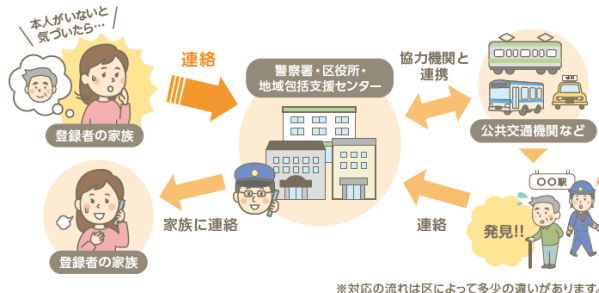 本人がいないと
気づいたら…
登録者の家族
連絡
警察署・区役所・
地域包括支援センター
協力機関と
連携
公共交通機関など
〇〇駅
発見!!
連絡
家族に連絡
登録者の家族
※対応の流れは区によって多少の違いがあります。